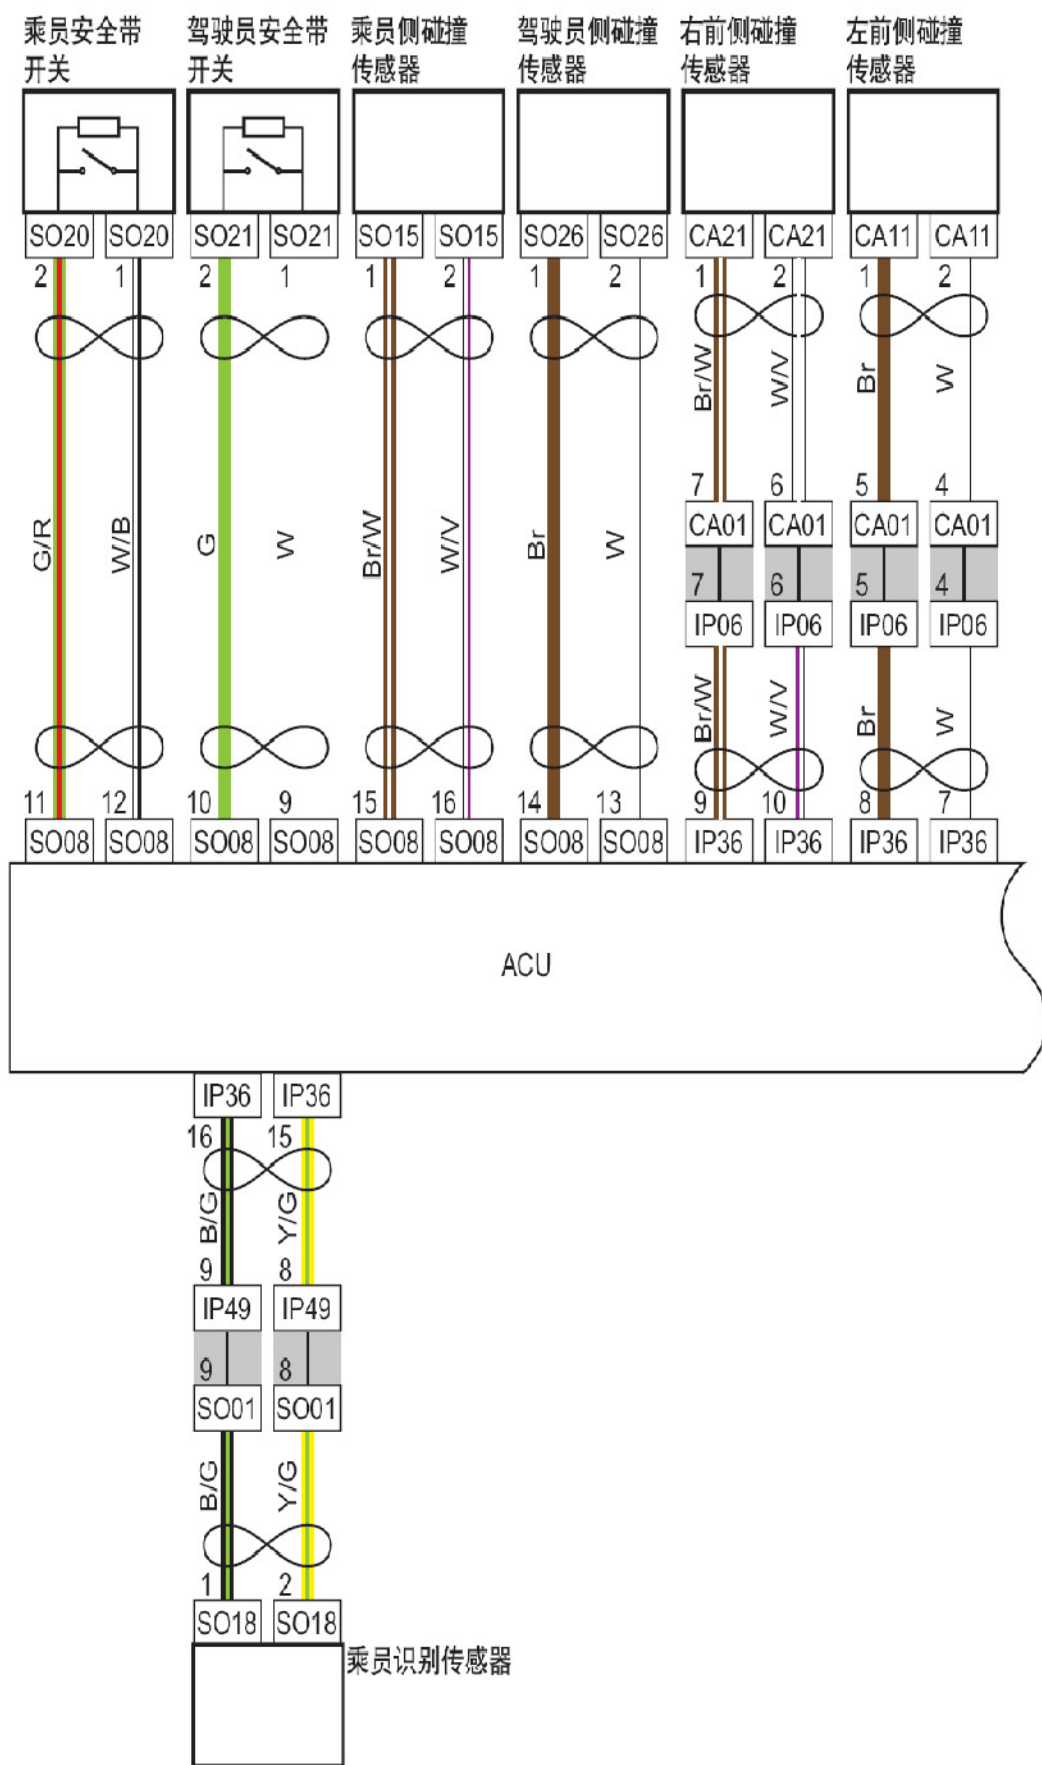 乘员安全带
开关
驾驶员安全带
开关
乘员侧碰撞
传感器
驾驶员侧碰撞
传感器
右前侧碰撞
传感器
左前侧碰撞
传感器
SO20 SO20 SO21 SO21 SO15 SO15 SO26 SO26 CA21 CA21 CA11 CA11
2 1 2 1 1 2 1 2 1 2 1 2
Br/W W/V Br W
7 6 5 4
G/R W/B G W Br/W W/V Br W
CA01 CA01 CA01 CA01
7 6 5 4
IP06 IP06 IP06 IP06
Br/W W/V Br W
11 12 10 9 15 16 14 13 9 10 8 7
SO08 SO08 SO08 SO08 SO08 SO08 SO08 SO08 IP36 IP36 IP36 IP36
ACU
IP36 IP36
16 15
B/G Y/G
9 8
IP49 IP49
9 8
SO01 SO01
B/G Y/G
1 2
SO18 SO18
乘员识别传感器